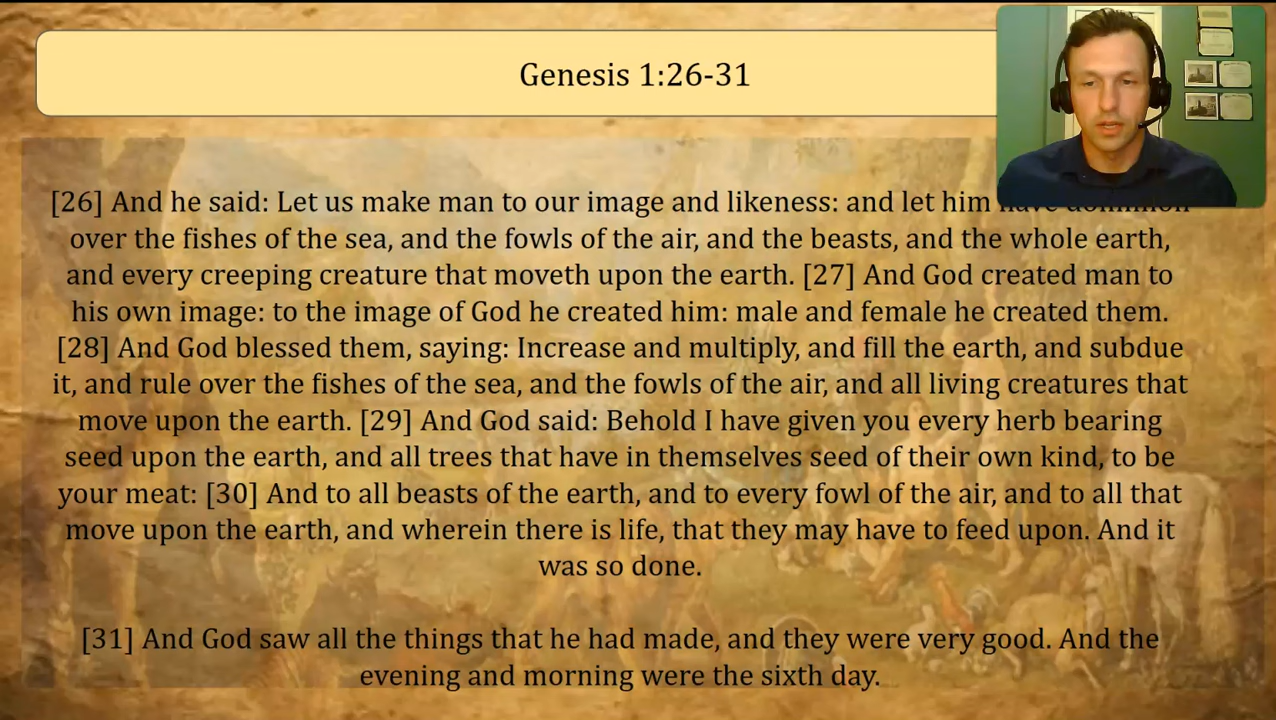 Genesis 1:26-31
[26] And he said: Let us make man to our image and likeness: and let him have dominion
over the fishes of the sea, and the fowls of the air, and the beasts, and the whole earth,
and every creeping creature that moveth upon the earth. [27] And God created man to
his own image: to the image of God he created him: male and female he created them.
[28] And God blessed them, saying: Increase and multiply, and fill the earth, and subdue
it, and rule over the fishes of the sea, and the fowls of the air, and all living creatures that
move upon the earth. [29] And God said: Behold I have given you every herb bearing
seed upon the earth, and all trees that have in themselves seed of their own kind, to be
your meat: [30] And to all beasts of the earth, and to every fowl of the air, and to all that
move upon the earth, and wherein there is life, that they may have to feed upon. And it
was so done.
[31] And God saw all the things that he had made, and they were very good. And the
evening and morning were the sixth day.